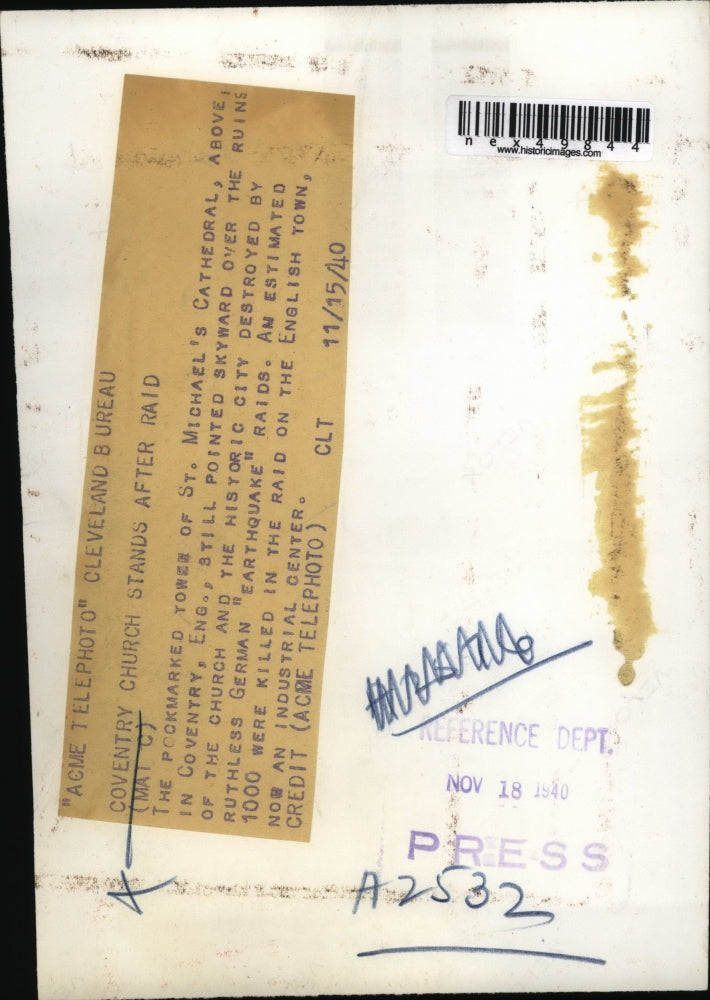 "ACME TELEPHOTO" CLEVELAND B UREAU
COVENTRY CHURCH STANDS AFTER RAID
(MAT C)
THE POCKMARKED TOWER OF ST. MICHAEL'S CATHEDRAL, ABOVE,
IN COVENTRY, ENG., STILL POINTED SKYWARD OVER THE RUINS
OF THE CHURCH AND THE HISTORIC CITY DESTROYED BY
RUTHLESS GERMAN "EARTHQUAKE" RAIDS. AN ESTIMATED
1000 WERE KILLED IN THE RAID ON THE ENGLISH TOWN,
NOW AN INDUSTRIAL CENTER.
CREDIT (ACME TELEPHOTO) CLT 11/15/40
nex49844
www.historicimages.com
REFERENCE DEPT.
NOV 18 1940
PRESS
A2532